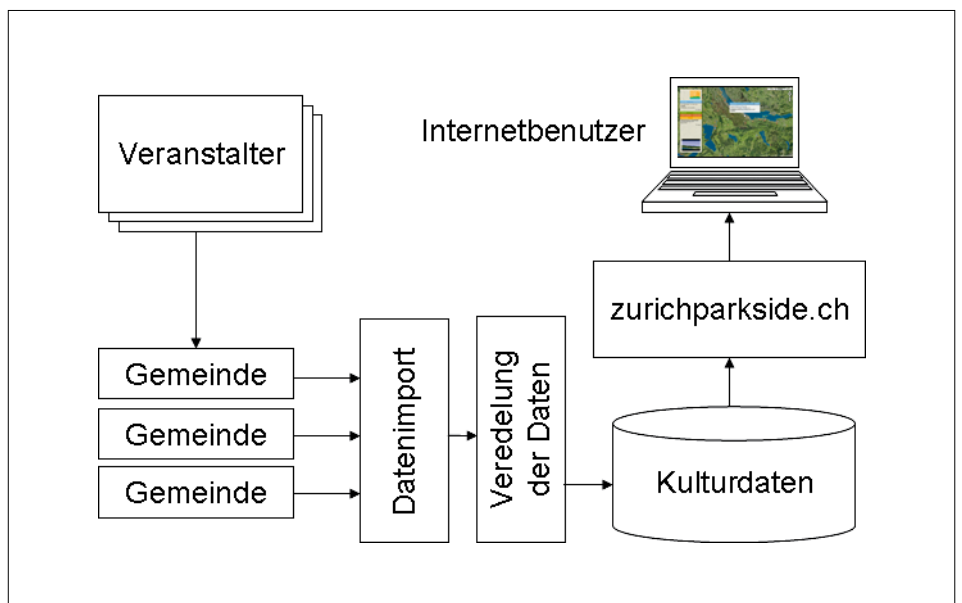 Veranstalter
Internetbenutzer
zurichparkside.ch
Gemeinde
Gemeinde
Gemeinde
Datenimport
Veredelung
der Daten
Kulturdaten